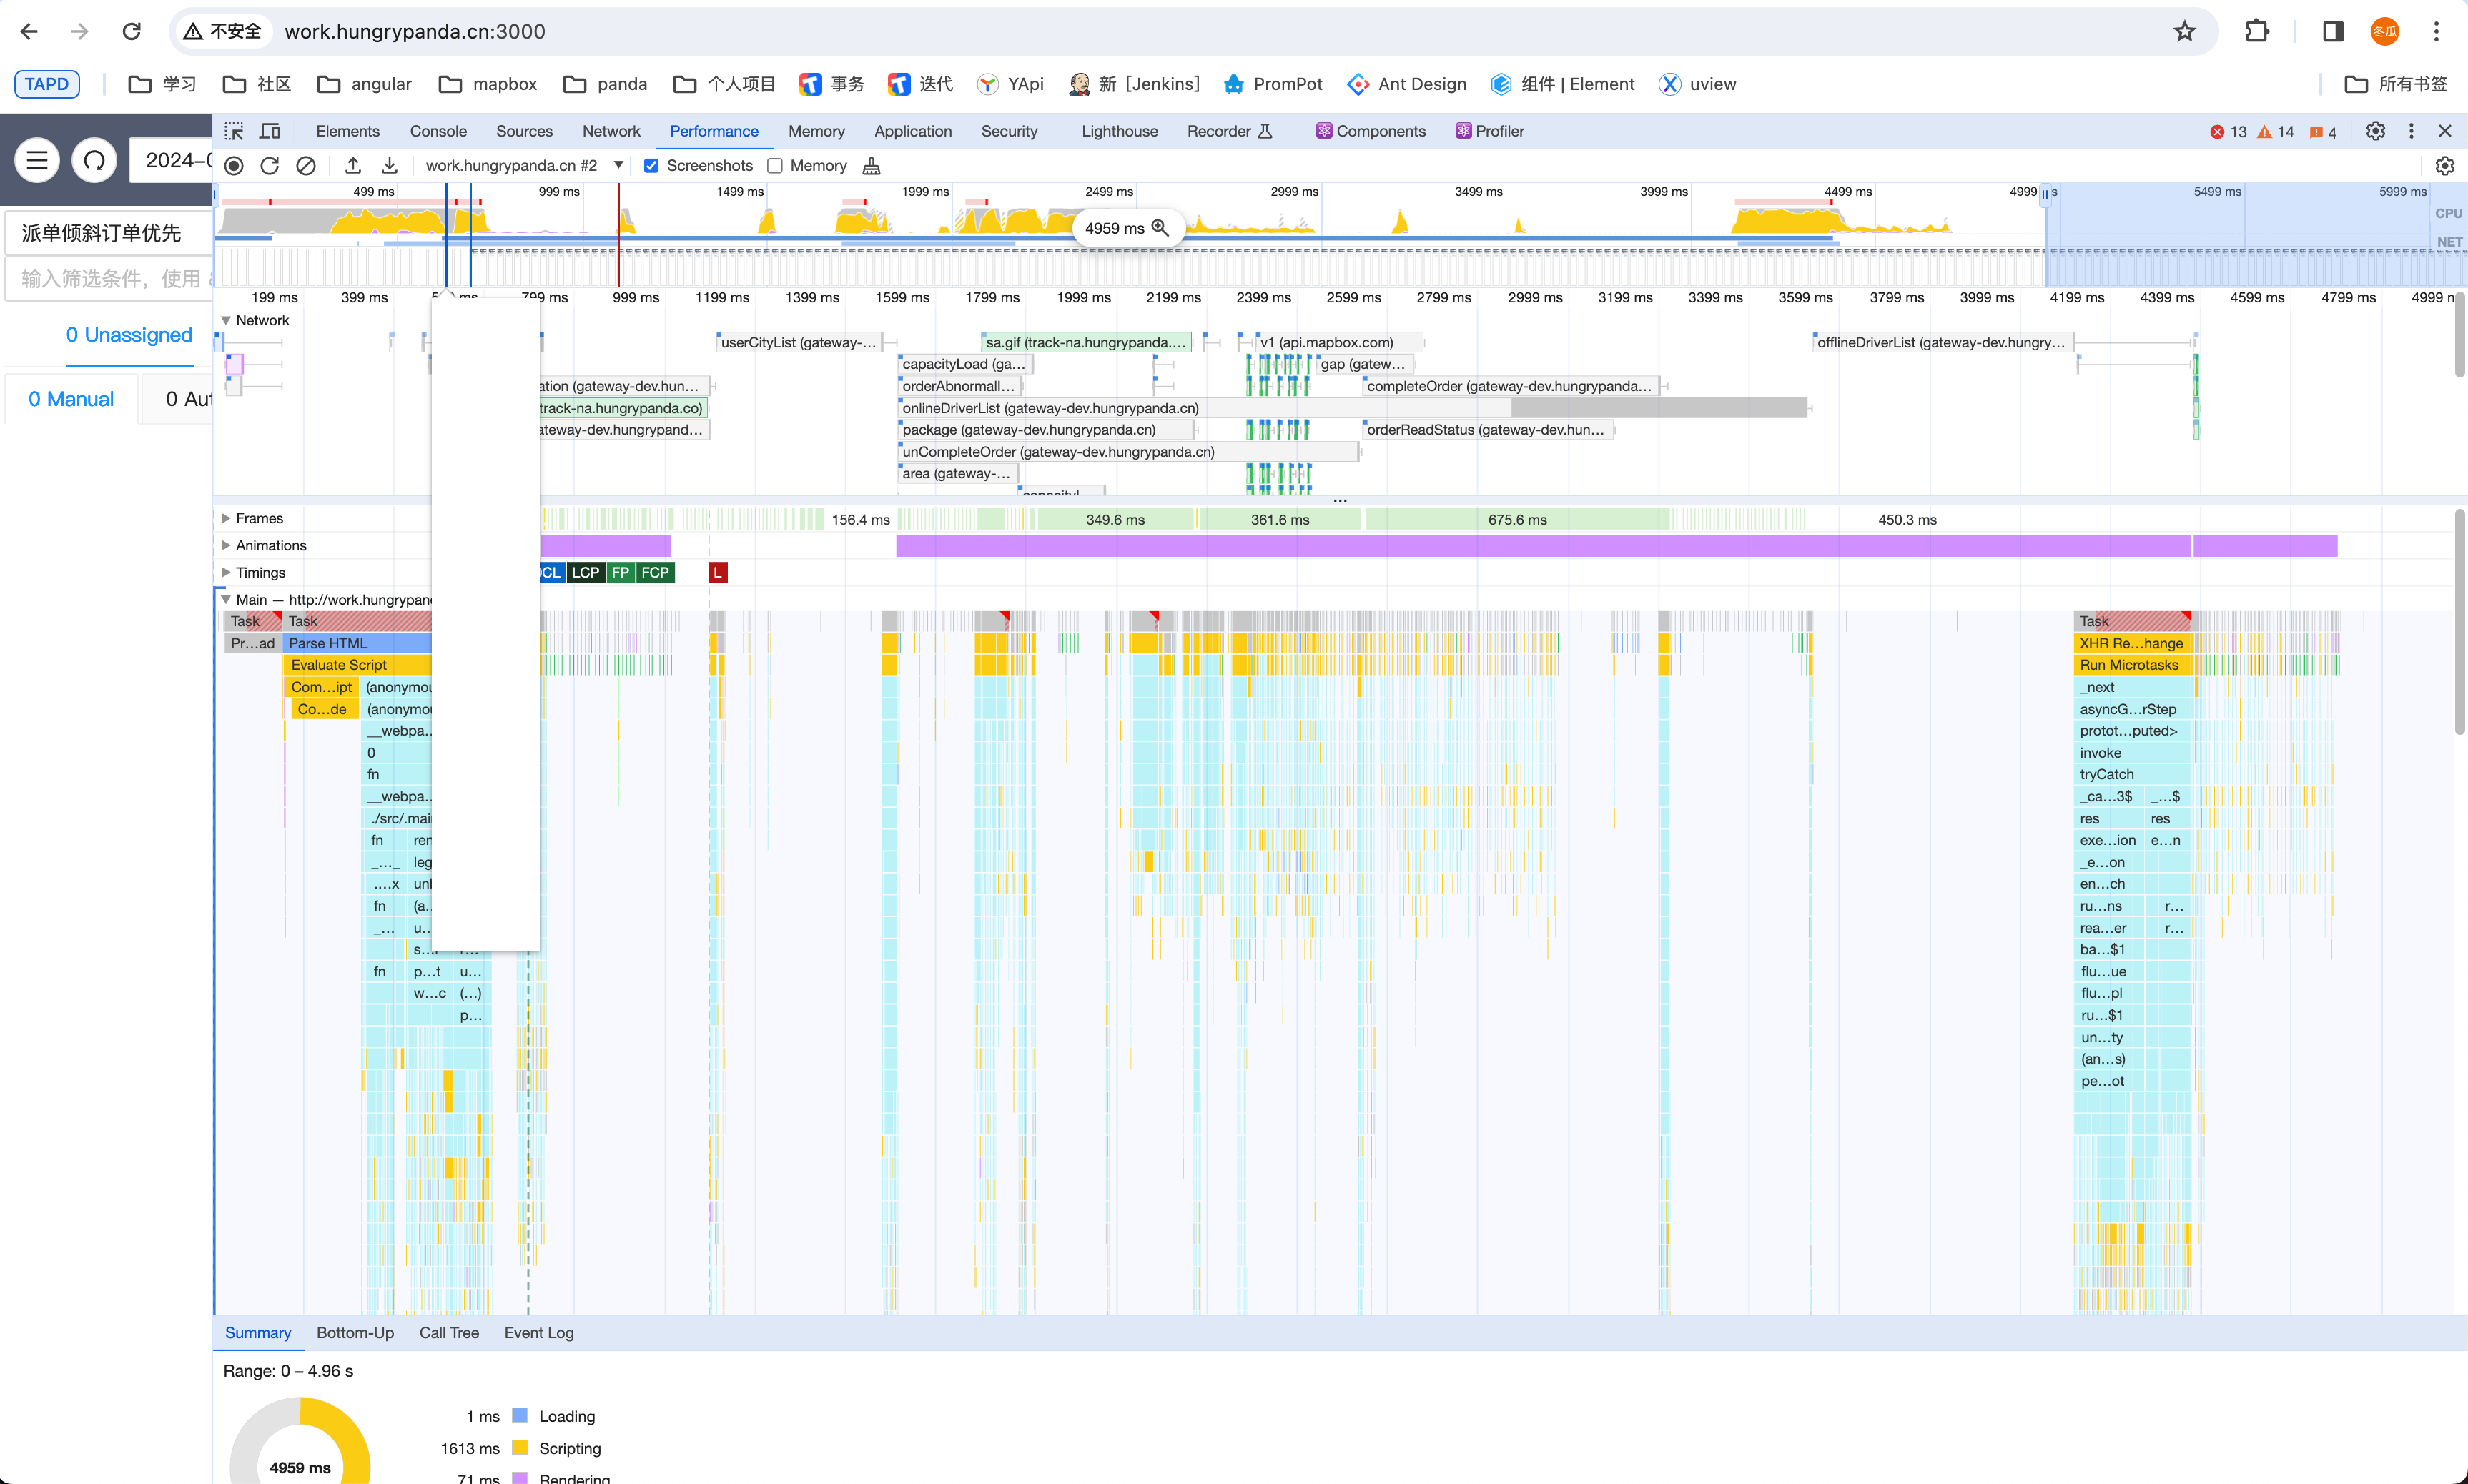 不安全 work.hungrypanda.cn:3000 冬瓜
TAPD 学习 社区 angular mapbox panda 个人项目 事务 迭代 YApi 新［Jenkins］ PromPot Ant Design 组件 | Element uview 所有书签
2024-0
派单倾斜订单优先
输入筛选条件，使用
0 Unassigned
0 Manual 0 Aut
Elements Console Sources Network Performance Memory Application Security Lighthouse Recorder Components Profiler 13 14 4
work.hungrypanda.cn #2 Screenshots Memory
499 ms 999 ms 1499 ms 1999 ms 2499 ms 2999 ms 3499 ms 3999 ms 4499 ms 4999 s 5499 ms 5999 ms
CPU
4959 ms
NET
199 ms 399 ms 5 ms 799 ms 999 ms 1199 ms 1399 ms 1599 ms 1799 ms 1999 ms 2199 ms 2399 ms 2599 ms 2799 ms 2999 ms 3199 ms 3399 ms 3599 ms 3799 ms 3999 ms 4199 ms 4399 ms 4599 ms 4799 ms 4999 m
Network
userCityList (gateway-… sa.gif (track-na.hungrypanda.… v1 (api.mapbox.com) offlineDriverList (gateway-dev.hungry…
capacityLoad (ga… gap (gatew…
ation (gateway-dev.hun… orderAbnormall… completeOrder (gateway-dev.hungrypanda…
track-na.hungrypanda.co) onlineDriverList (gateway-dev.hungrypanda.cn)
ateway-dev.hungrypand… package (gateway-dev.hungrypanda.cn) orderReadStatus (gateway-dev.hun…
unCompleteOrder (gateway-dev.hungrypanda.cn)
area (gateway-…
capacityL
Frames 156.4 ms 349.6 ms 361.6 ms 675.6 ms 450.3 ms
Animations
Timings DCL LCP FP FCP L
Main — http://work.hungrypan
Task Task Task
Pr…ad Parse HTML XHR Re…hange
Evaluate Script Run Microtasks
Com…ipt (anonymou _next
Co…de (anonymou asyncG…rStep
__webpa… protot…puted>
0 invoke
fn tryCatch
__webpa… _ca…3$ _…$
./src/.mai res res
fn ren exe…ion e…n
_…_ leg _e…on
….x unl en…ch
fn (a… ru…ns r…
_… u… rea…er r…
s…r r… ba…$1
fn p…t u… flu…ue
w…c (…) flu…pl
p… ru…$1
un…ty
(an…s)
pe…ot
Summary Bottom-Up Call Tree Event Log
Range: 0 – 4.96 s
1 ms Loading
1613 ms Scripting
4959 ms
71 ms Rendering